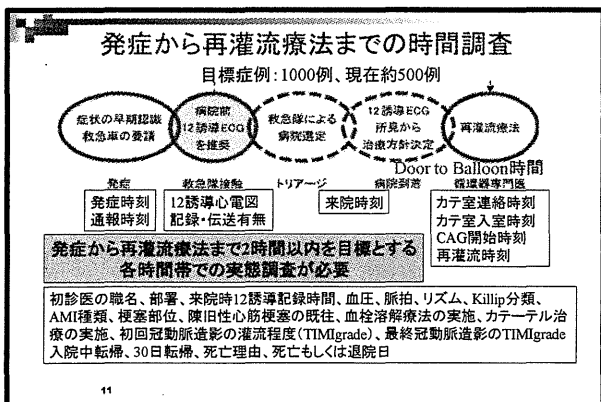 発症から再灌流療法までの時間調査
目標症例:1000例、現在約500例
症状の早期認識
救急車の要請
病院前
12誘導ECG
を推奨
救急隊による
病院選定
12誘導ECG
所見から
治療方針決定
再灌流療法
Door to Balloon時間
発症
救急隊接触
トリアージ
病院到着
循環器専門医
発症時刻
通報時刻
12誘導心電図
記録・伝送有無
来院時刻
カテ室連絡時刻
カテ室入室時刻
CAG開始時刻
再灌流時刻
発症から再灌流療法まで2時間以内を目標とする
各時間帯での実態調査が必要
初診医の職名、部署、来院時12誘導記録時間、血圧、脈拍、リズム、Killip分類、
AMI種類、梗塞部位、陳旧性心筋梗塞の既往、血栓溶解療法の実施、カテーテル治
療の実施、初回冠動脈造影の灌流程度(TIMIgrade)、最終冠動脈造影のTIMIgrade
入院中転帰、30日転帰、死亡理由、死亡もしくは退院日
11